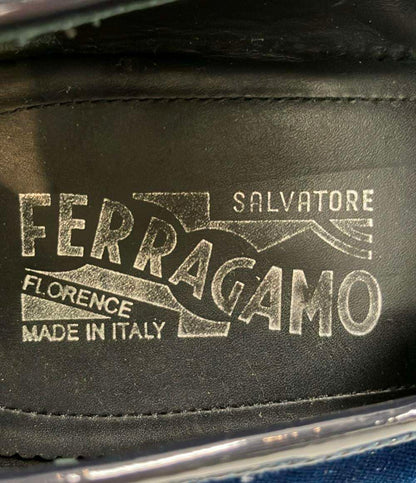 SALVATORE
FERRAGAMO
FLORENCE
MADE IN ITALY